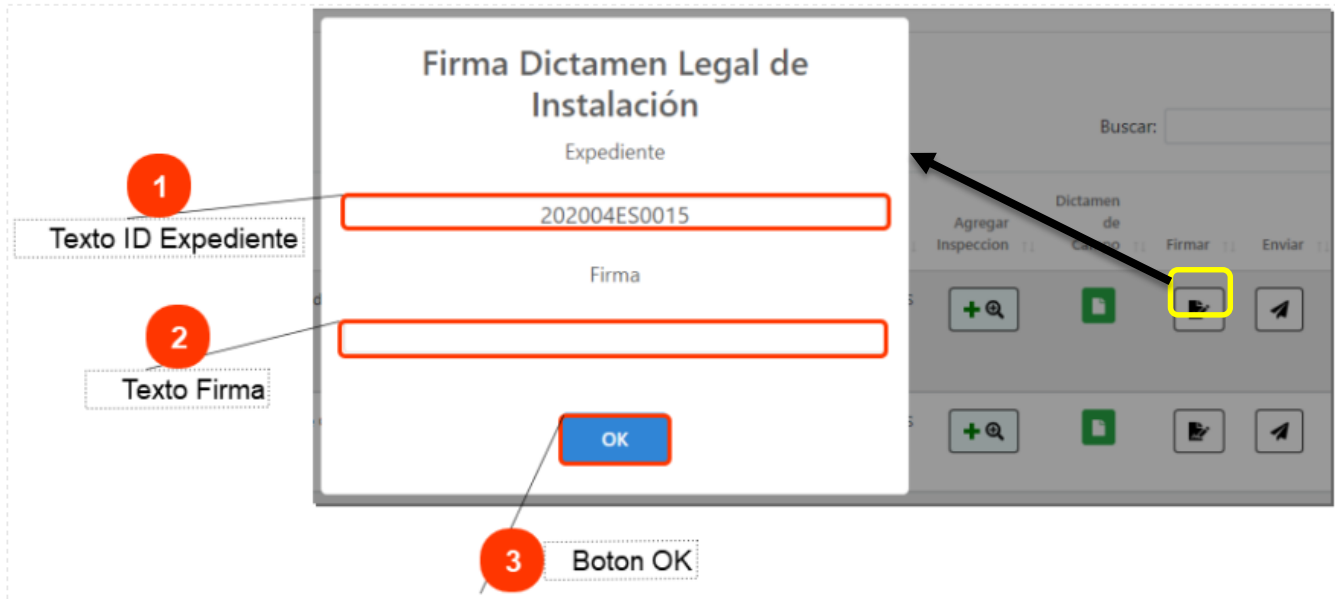 Firma Dictamen Legal de
Instalación
Expediente
202004ES0015
Firma
OK
1
Texto ID Expediente
2
Texto Firma
3
Boton OK
Buscar:
Agregar
Inspeccion
Dictamen
de
Campo
Firmar
Enviar